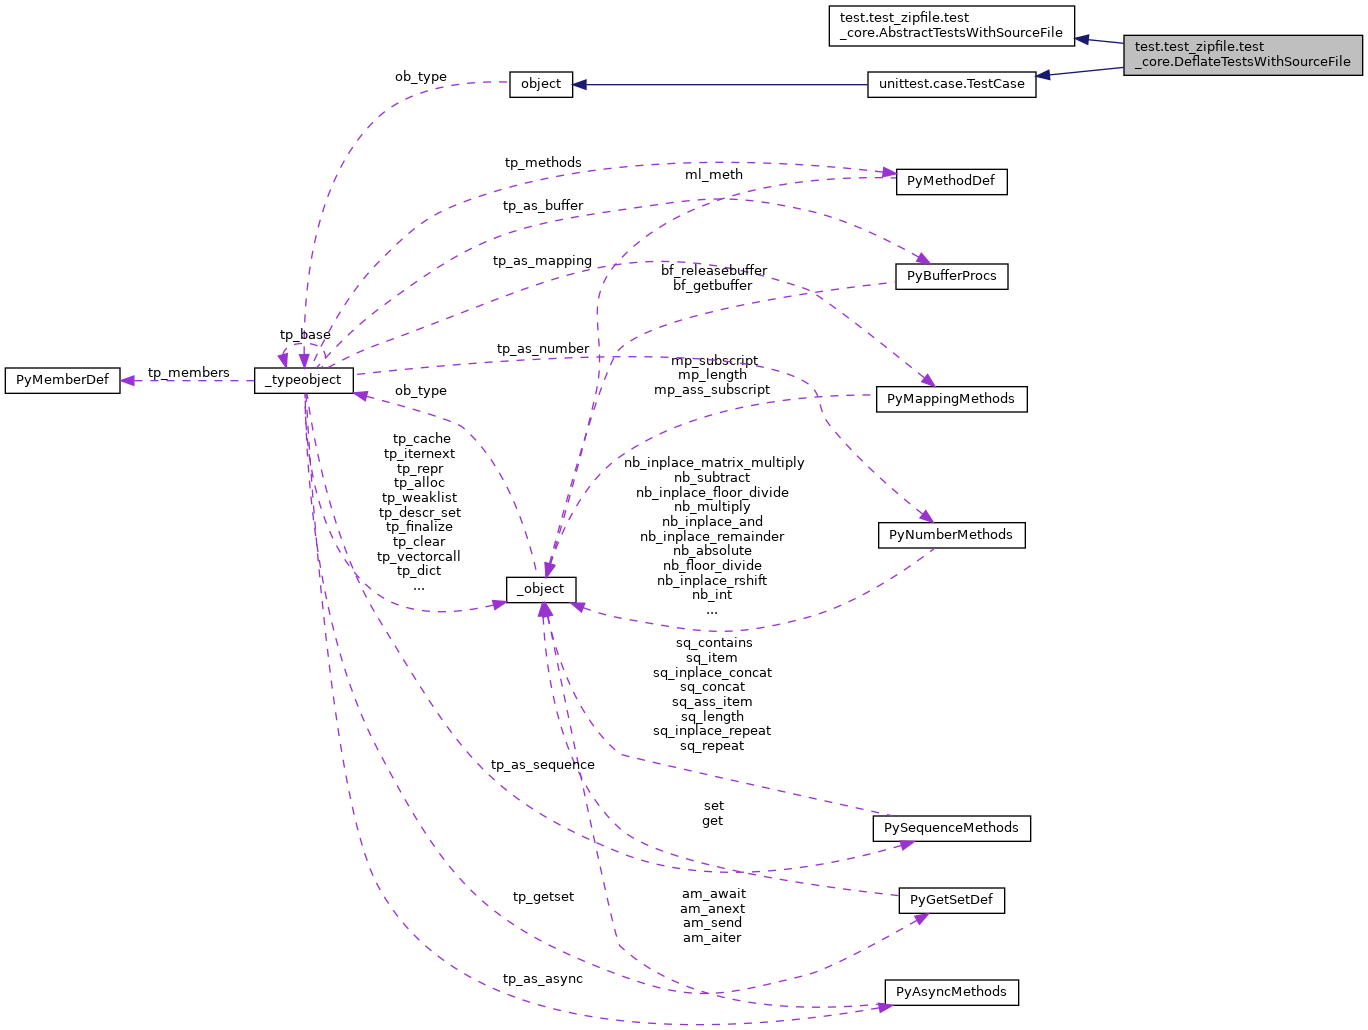 test.test_zipfile.test
_core.AbstractTestsWithSourceFile
test.test_zipfile.test
_core.DeflateTestsWithSourceFile
ob_type
object
unittest.case.TestCase
tp_methods
ml_meth
PyMethodDef
tp_as_buffer
tp_as_mapping
bf_releasebuffer
bf_getbuffer
PyBufferProcs
tp_base
tp_as_number
mp_subscript
mp_length
mp_ass_subscript
PyMemberDef
tp_members
_typeobject
ob_type
PyMappingMethods
tp_cache
tp_iternext
tp_repr
tp_alloc
tp_weaklist
tp_descr_set
tp_finalize
tp_clear
tp_vectorcall
tp_dict
...
nb_inplace_matrix_multiply
nb_subtract
nb_inplace_floor_divide
nb_multiply
nb_inplace_and
nb_inplace_remainder
nb_absolute
nb_floor_divide
nb_inplace_rshift
nb_int
...
PyNumberMethods
_object
sq_contains
sq_item
sq_inplace_concat
sq_concat
sq_ass_item
sq_length
sq_inplace_repeat
sq_repeat
tp_as_sequence
set
get
PySequenceMethods
tp_getset
am_await
am_anext
am_send
am_aiter
PyGetSetDef
tp_as_async
PyAsyncMethods